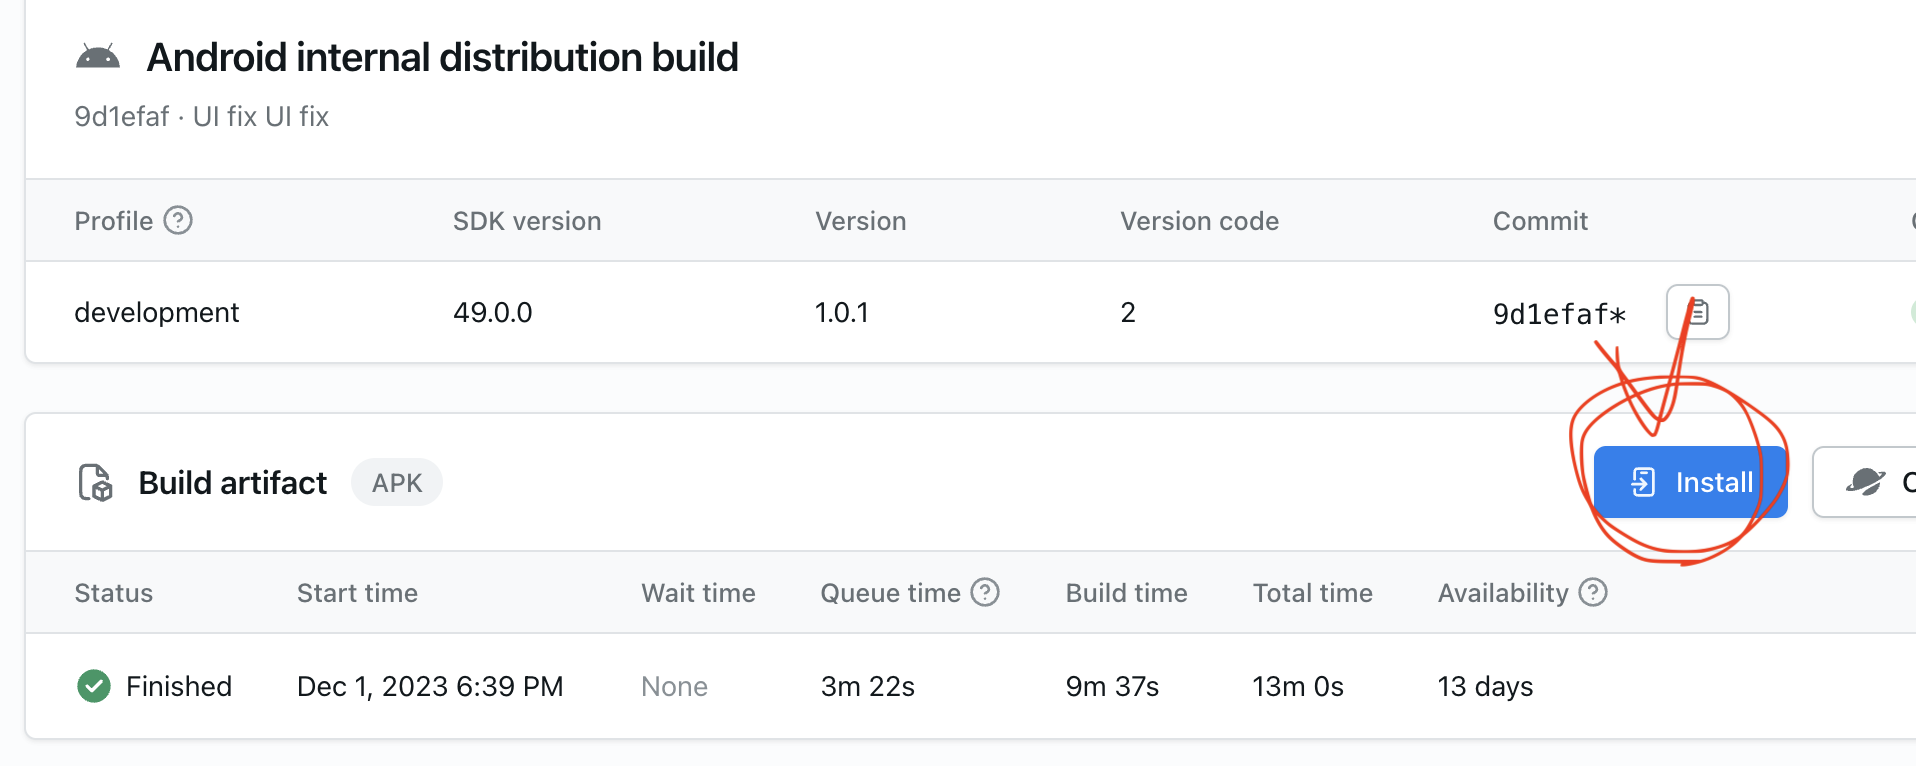 Android internal distribution build
9d1efaf · UI fix UI fix
Profile SDK version Version Version code Commit
development 49.0.0 1.0.1 2 9d1efaf*
Build artifact APK Install
Status Start time Wait time Queue time Build time Total time Availability
Finished Dec 1, 2023 6:39 PM None 3m 22s 9m 37s 13m 0s 13 days